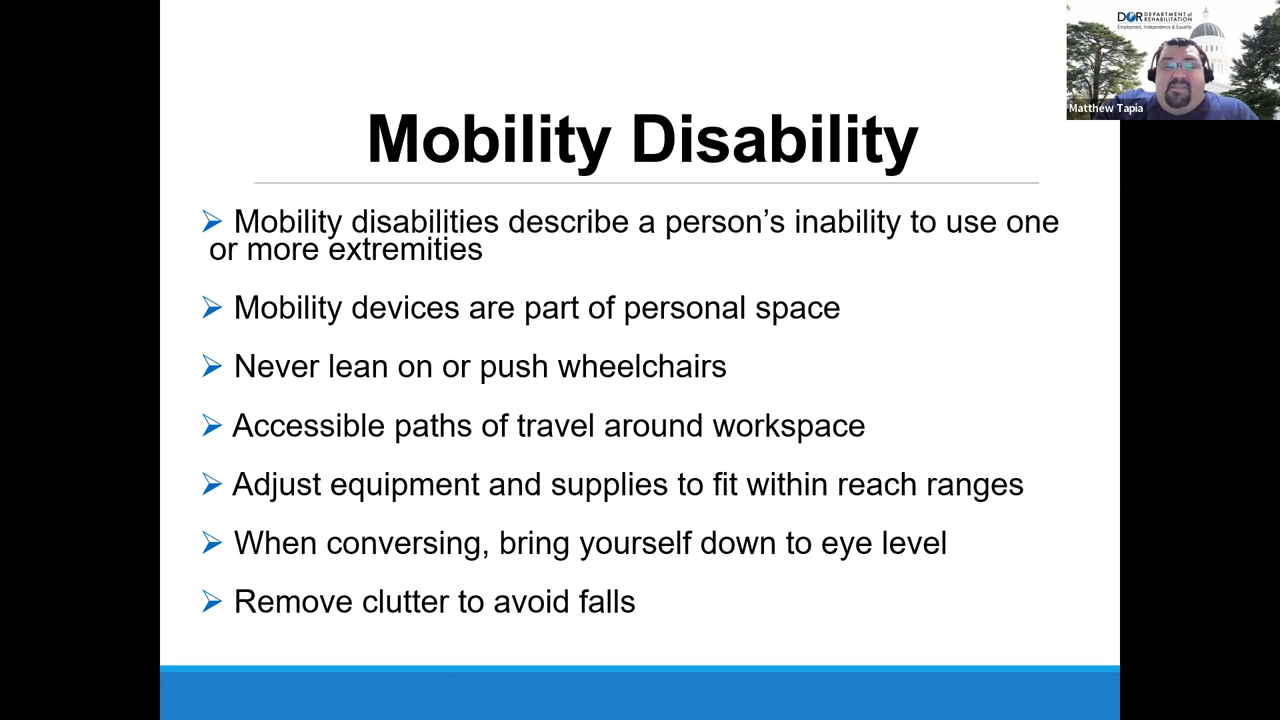 DOR DEPARTMENT of
REHABILITATION
Employment, Independence & Equality
Matthew Tapia
Mobility Disability
Mobility disabilities describe a person’s inability to use one
or more extremities
Mobility devices are part of personal space
Never lean on or push wheelchairs
Accessible paths of travel around workspace
Adjust equipment and supplies to fit within reach ranges
When conversing, bring yourself down to eye level
Remove clutter to avoid falls